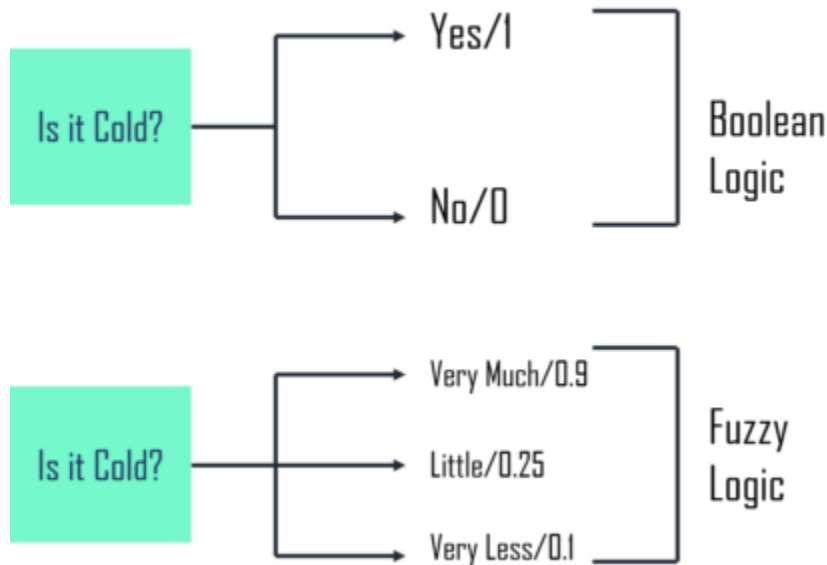 Is it Cold?
Yes/1
No/0
Boolean
Logic
Is it Cold?
Very Much/0.9
Little/0.25
Very Less/0.1
Fuzzy
Logic